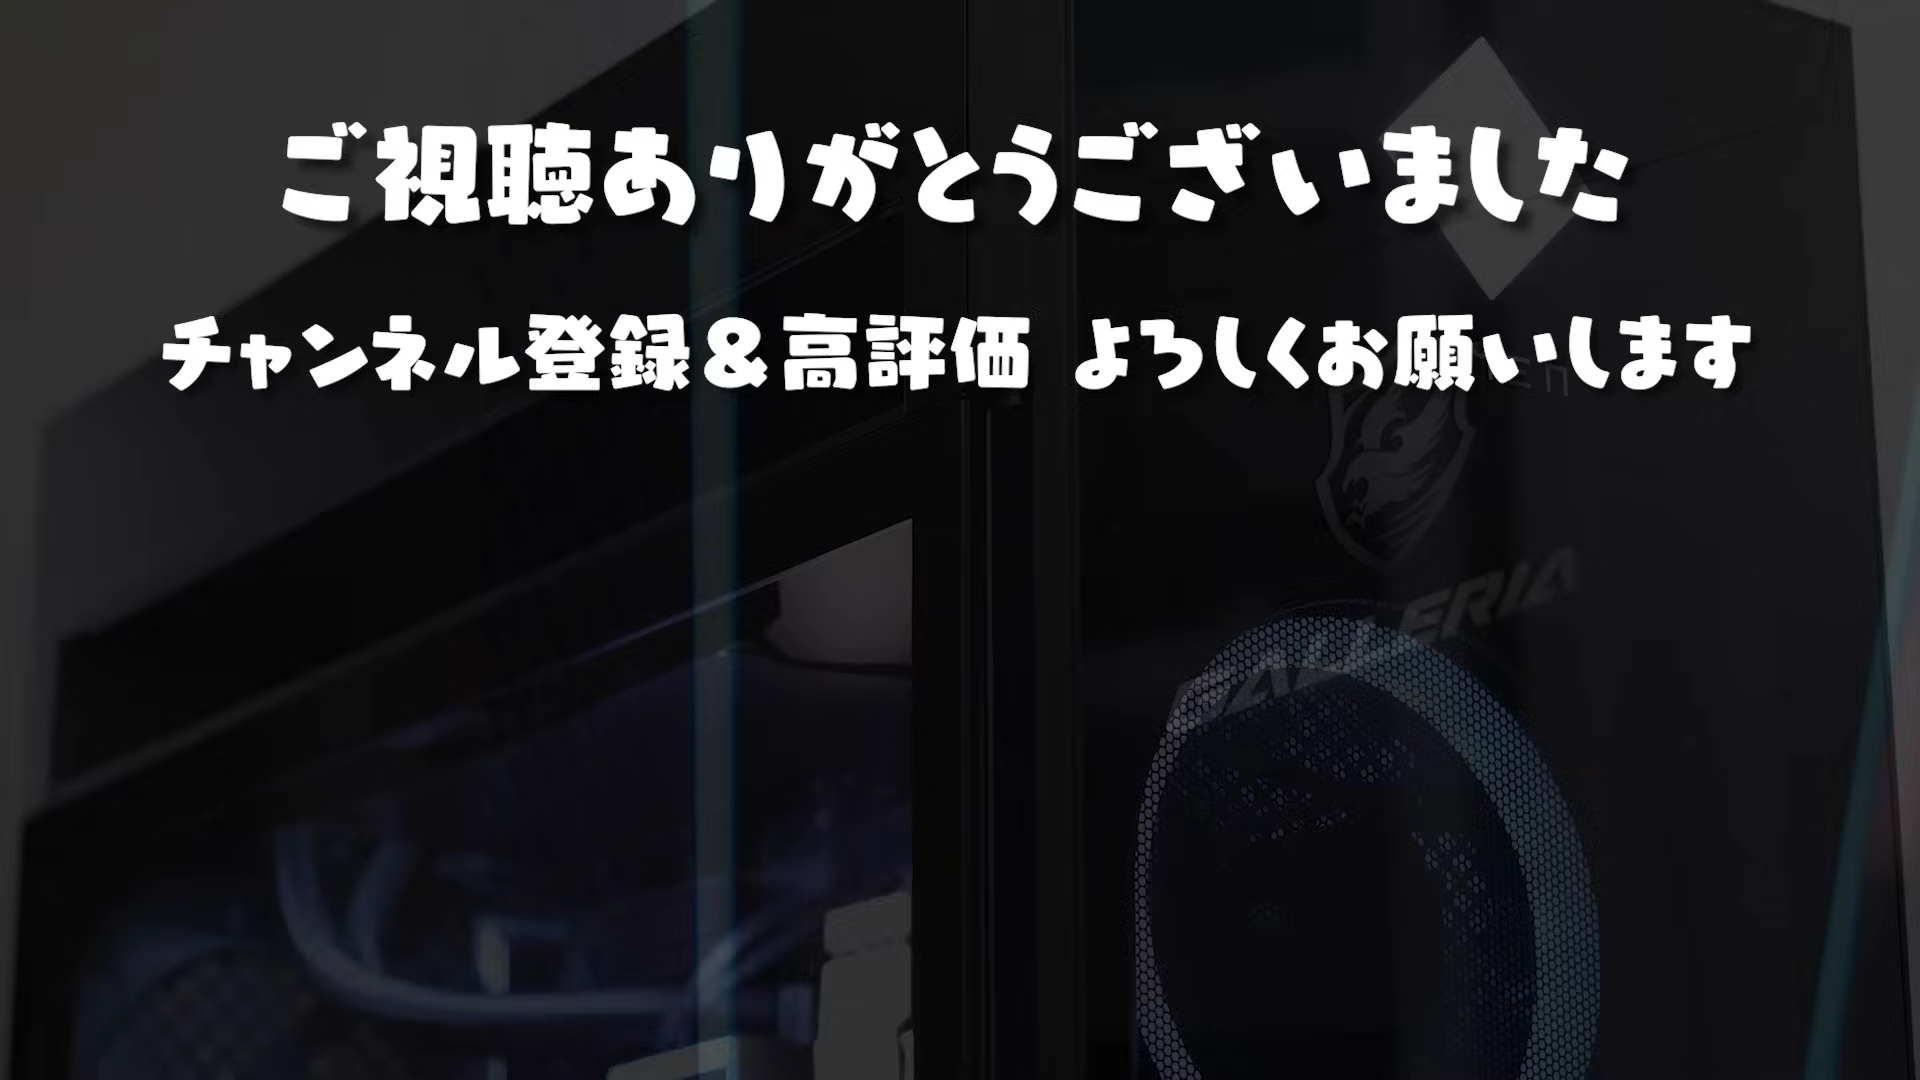 ご視聴ありがとうございました
チャンネル登録＆高評価 よろしくお願いします
GALLERIA